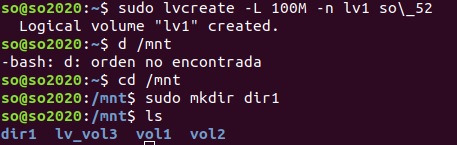 so@so2020:~$ sudo lvcreate -L 100M -n lv1 so\_52
  Logical volume "lv1" created.
so@so2020:~$ d /mnt
-bash: d: orden no encontrada
so@so2020:~$ cd /mnt
so@so2020:/mnt$ sudo mkdir dir1
so@so2020:/mnt$ ls
dir1  lv_vol3  vol1  vol2